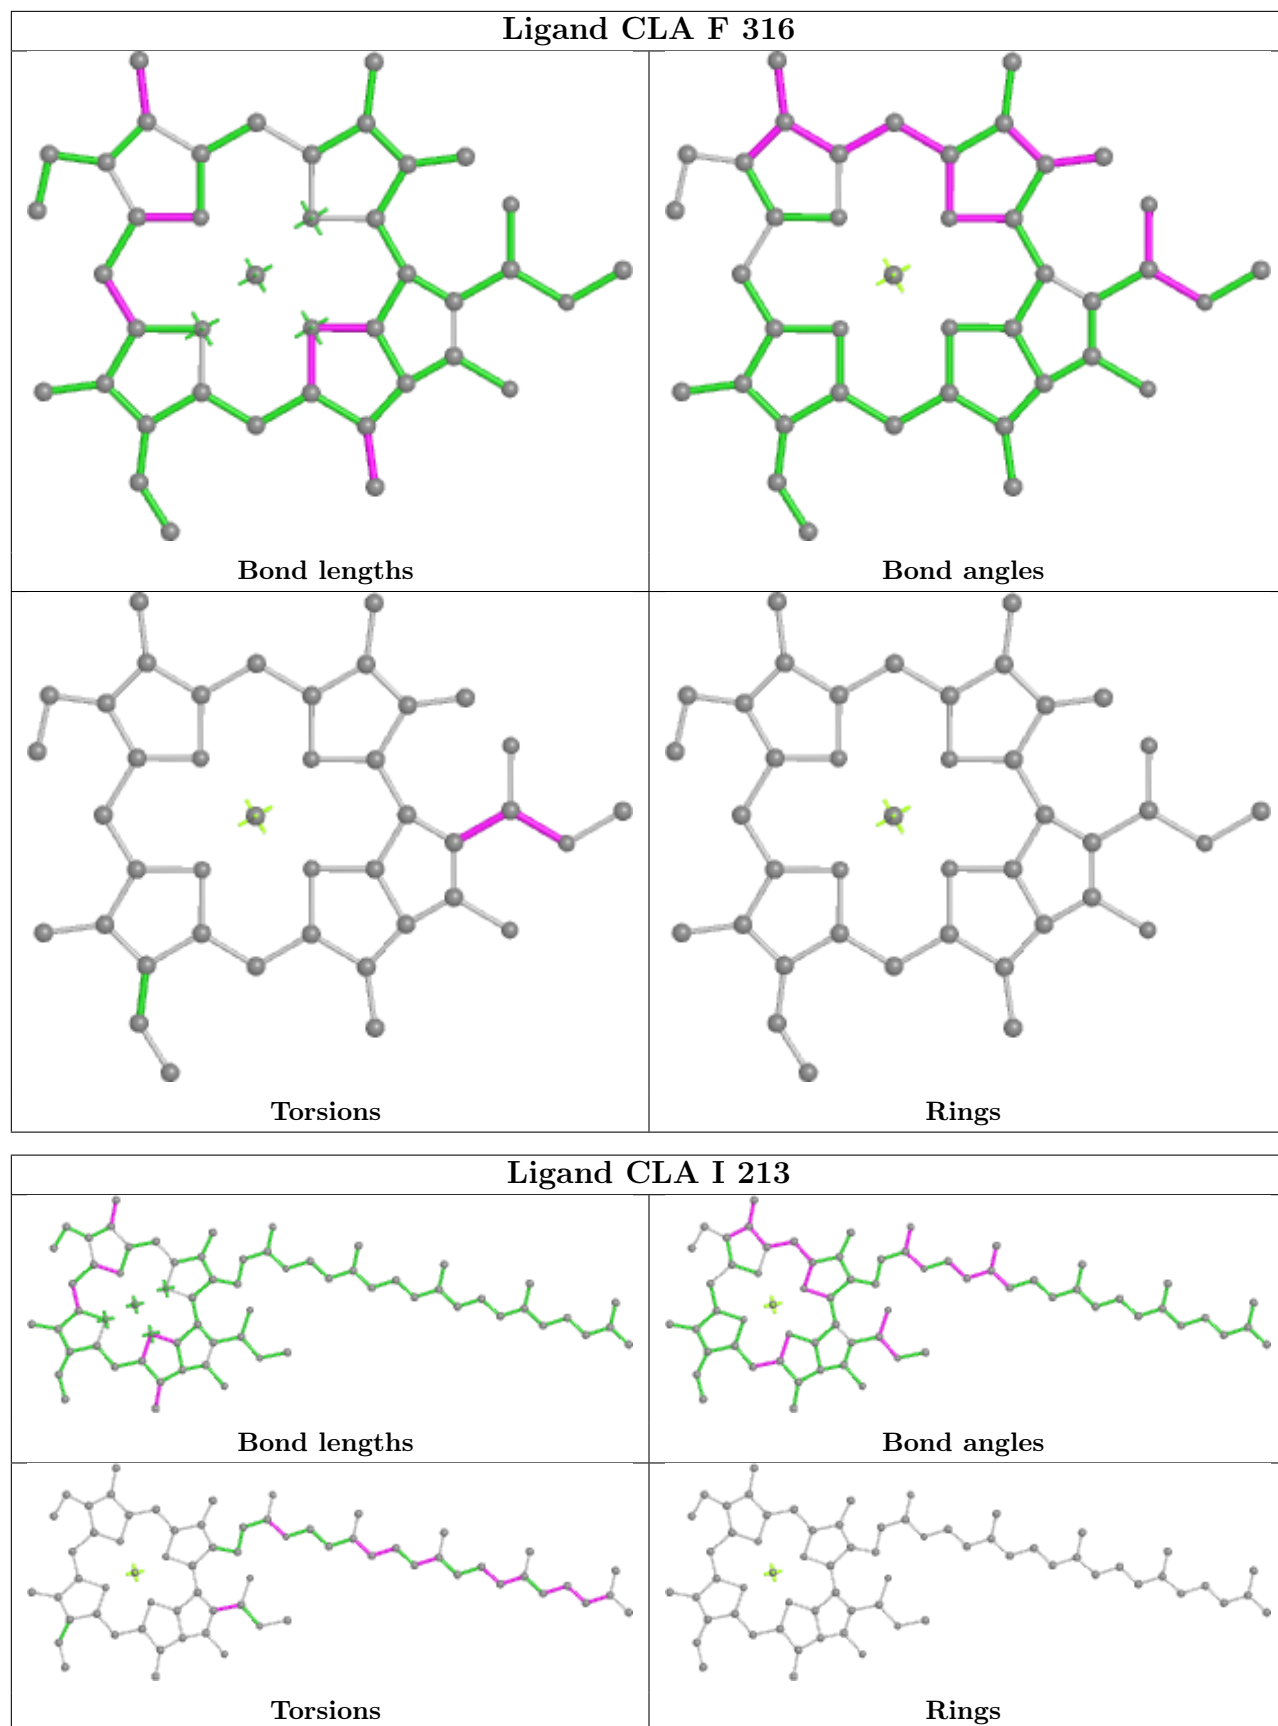 Ligand CLA F 316
Bond lengths
Bond angles
Torsions
Rings
Ligand CLA I 213
Bond lengths
Bond angles
Torsions
Rings